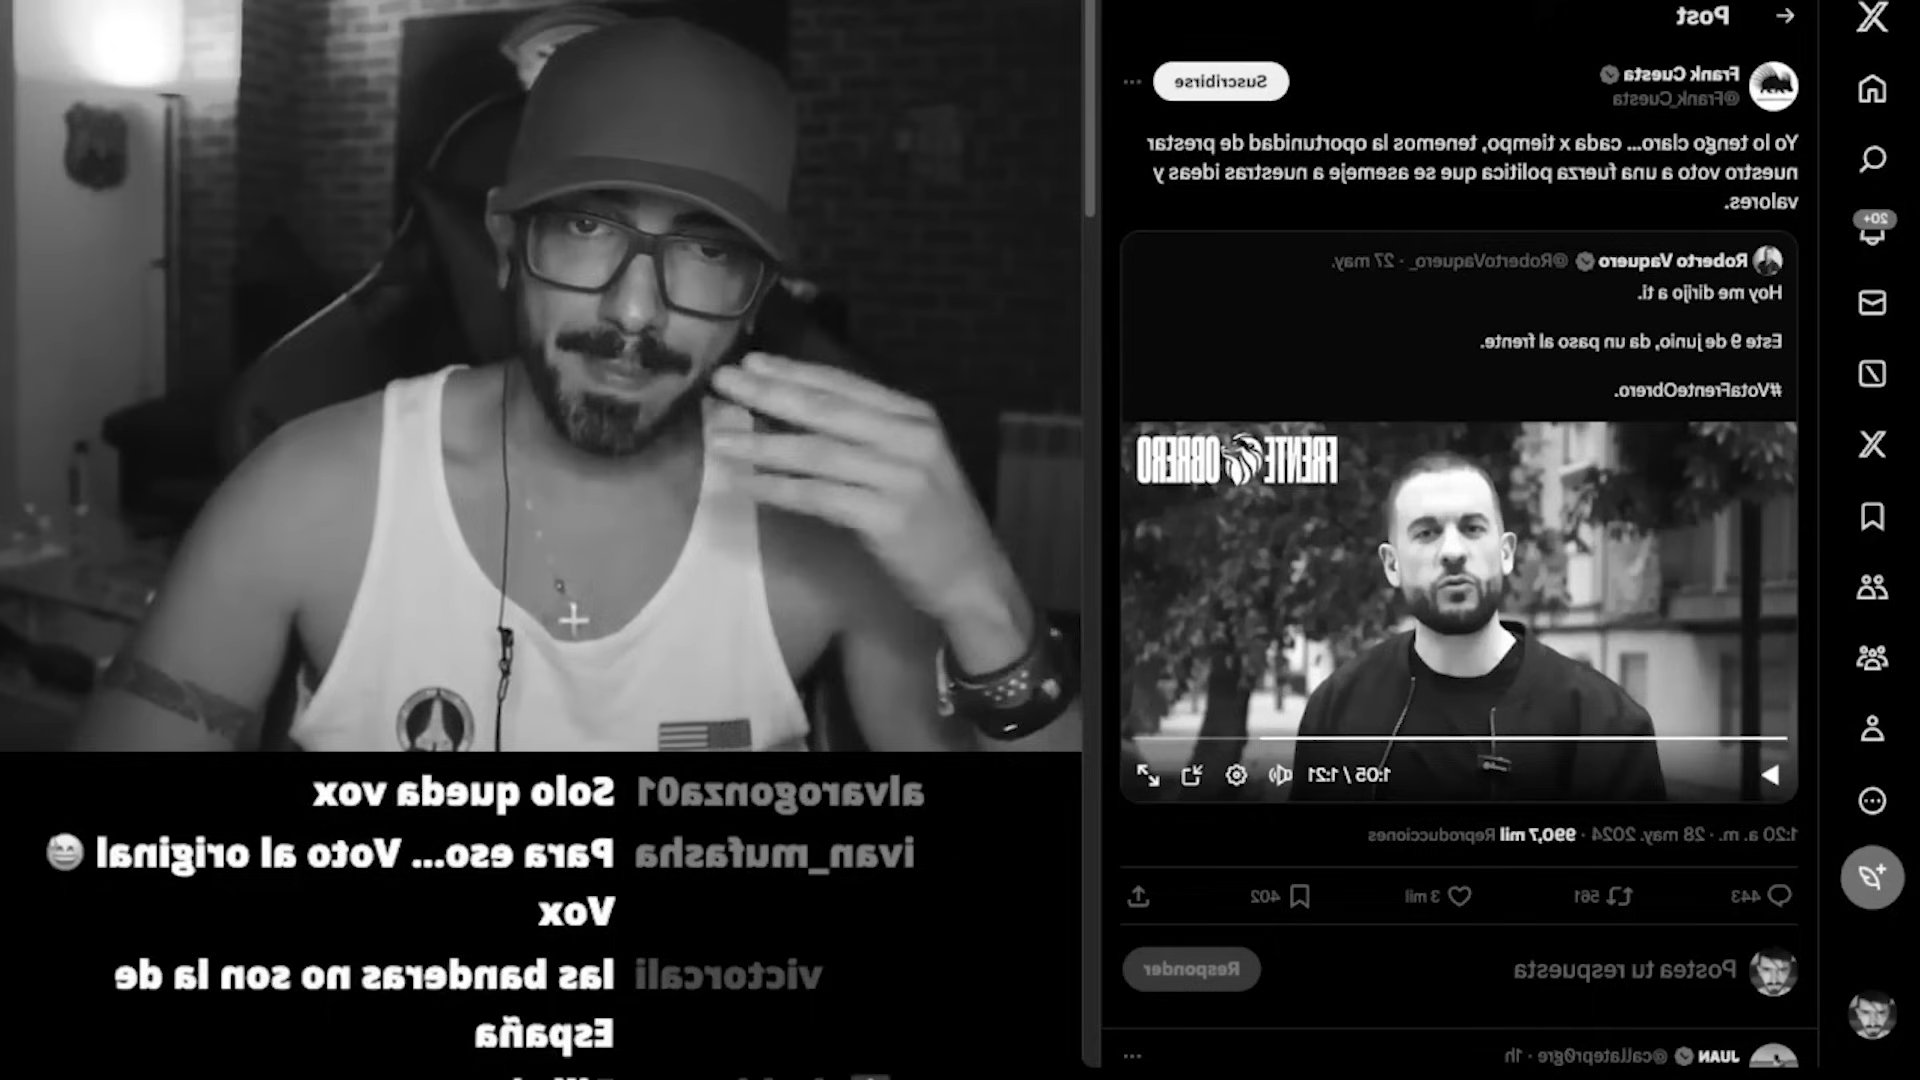 Post
Frank Cuesta
@Frank_Cuesta
Suscribirse
Yo lo tengo claro... cada x tiempo, tenemos la oportunidad de prestar
nuestro voto a una fuerza política que se asemeje a nuestras ideas y
valores.
20+
Roberto Vaquero @RobertoVaquero_ · 27 may.
Hoy me dirijo a ti.
Este 9 de junio, da un paso al frente.
#VotaFrenteObrero.
FRENTE OBRERO
1:05 / 1:21
1:20 a. m. · 28 may. 2024 · 990,7 mil Reproducciones
443 561 3 mil 402
Postea tu respuesta
Responder
JUAN @callateprogre · 1h
alvarogonza01 Solo queda vox
ivan_mufasha Para eso... Voto al original
Vox
victorcali las banderas no son la de
España